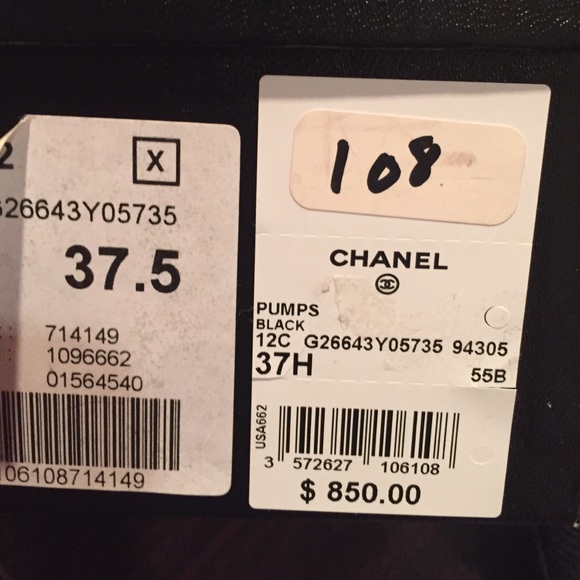 2 X
G26643Y05735
37.5
714149
1096662
01564540
06108714149
108
CHANEL
PUMPS
BLACK
12C G26643Y05735 94305
37H 55B
USA662
3 572627 106108
$ 850.00